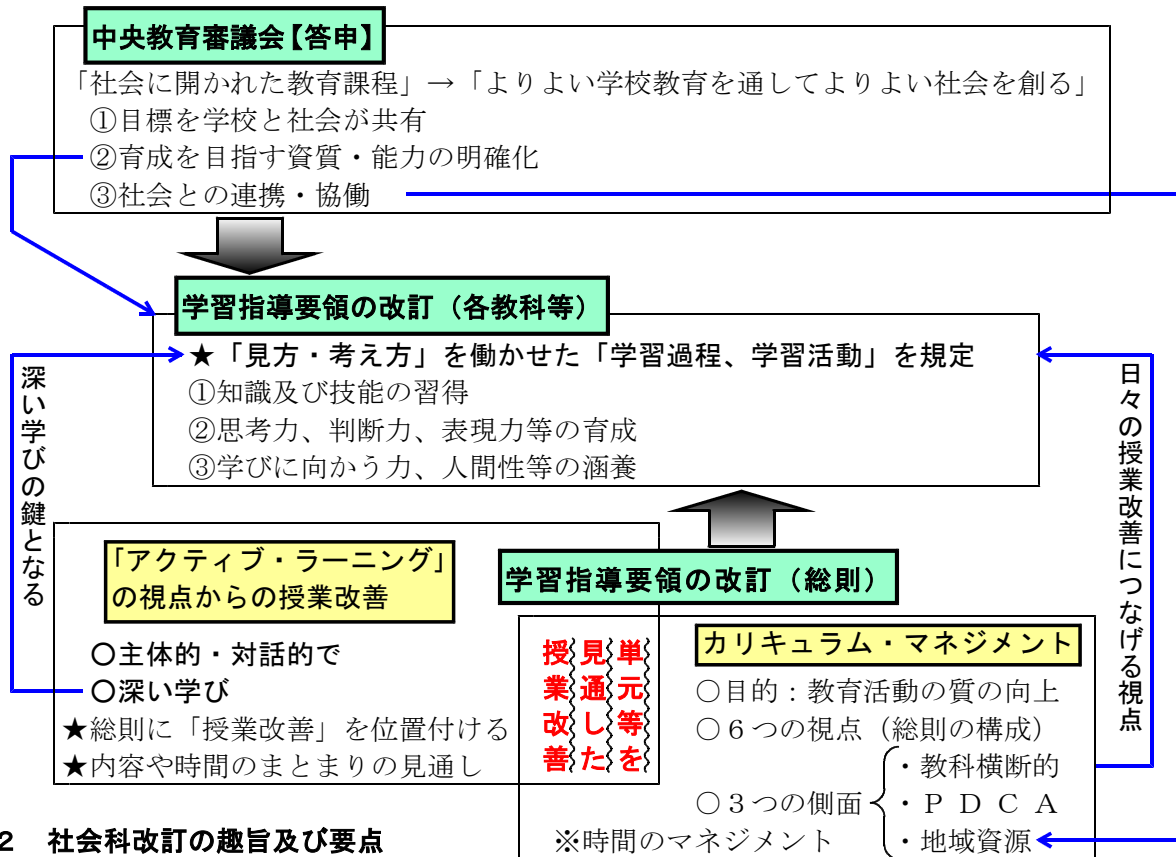 中央教育審議会【答申】
「社会に開かれた教育課程」→「よりよい学校教育を通してよりよい社会を創る」
①目標を学校と社会が共有
②育成を目指す資質・能力の明確化
③社会との連携・協働
学習指導要領の改訂（各教科等）
★「見方・考え方」を働かせた「学習過程、学習活動」を規定
①知識及び技能の習得
②思考力、判断力、表現力等の育成
③学びに向かう力、人間性等の涵養
深い学びの鍵となる
日々の授業改善につなげる視点
「アクティブ・ラーニング」
の視点からの授業改善
○主体的・対話的で
○深い学び
★総則に「授業改善」を位置付ける
★内容や時間のまとまりの見通し
学習指導要領の改訂（総則）
単元等を
見通した
授業改善
カリキュラム・マネジメント
○目的：教育活動の質の向上
○６つの視点（総則の構成）
・教科横断的
○３つの側面
・ＰＤＣＡ
※時間のマネジメント
・地域資源
２　社会科改訂の趣旨及び要点